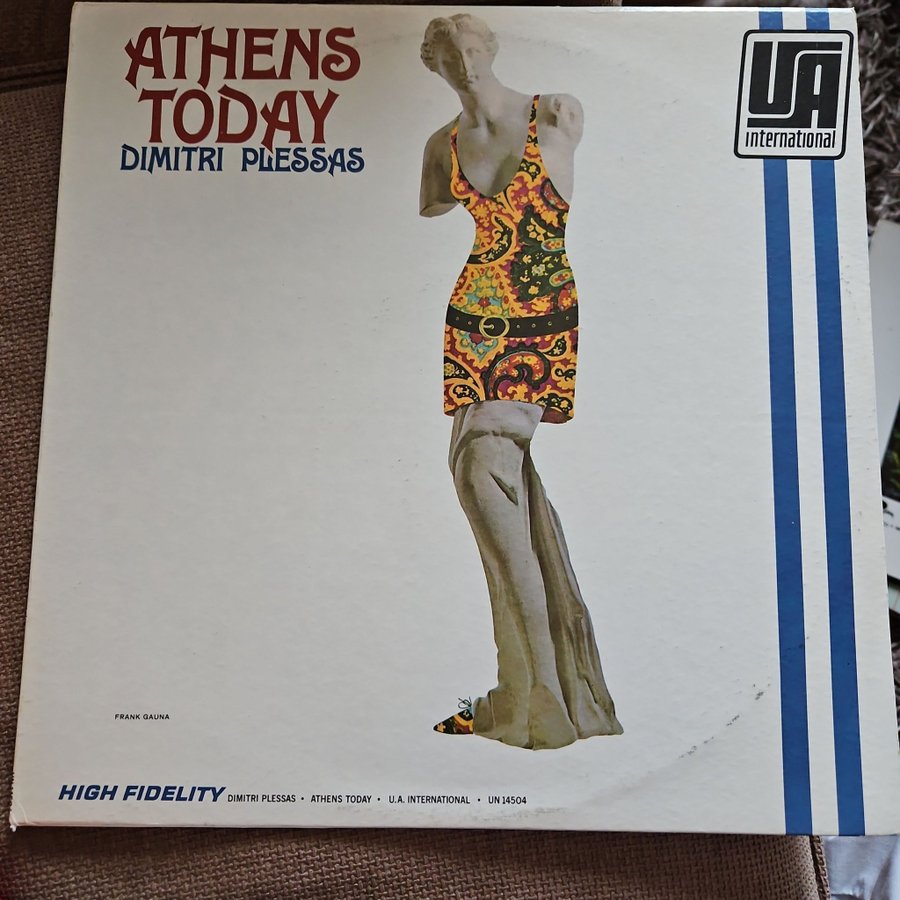 ATHENS
TODAY
DIMITRI PLESSAS
UA
international
FRANK GAUNA
HIGH FIDELITY DIMITRI PLESSAS • ATHENS TODAY • U.A. INTERNATIONAL • UN 14504